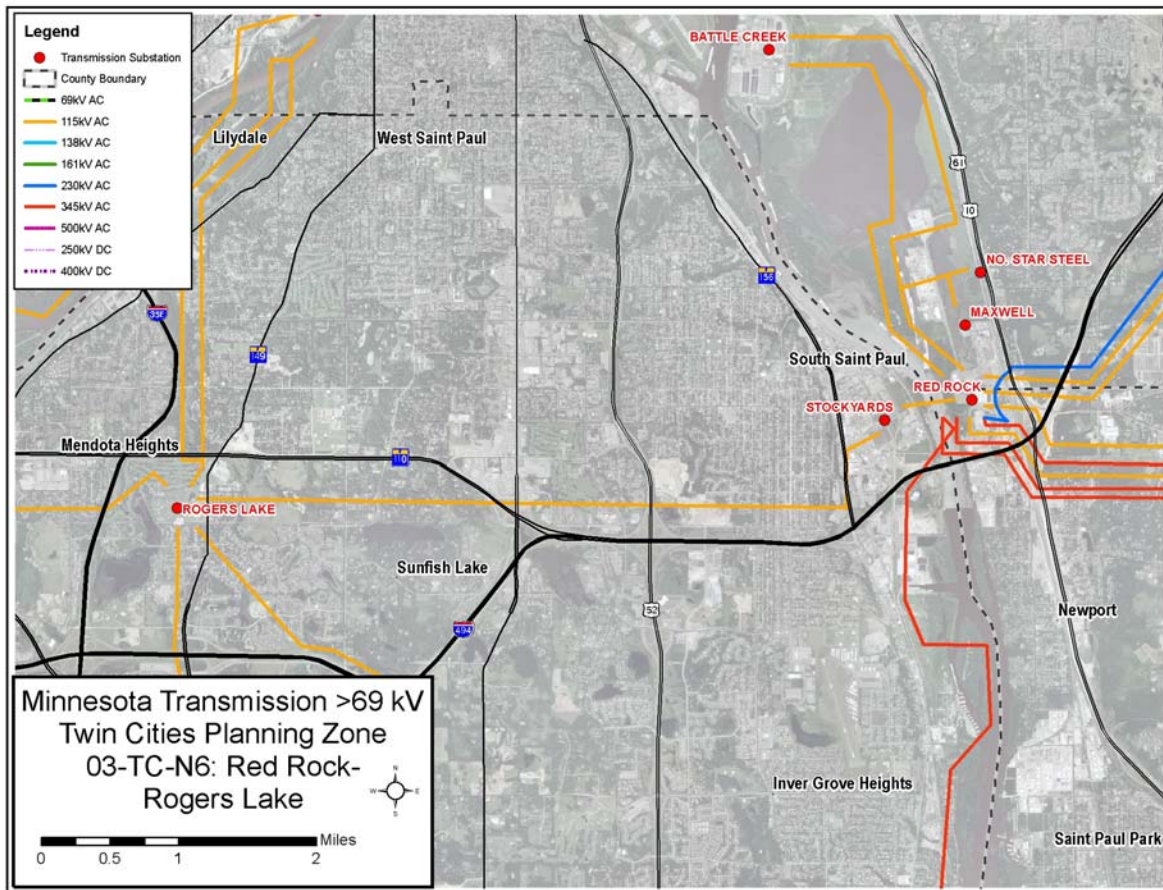 Legend
Transmission Substation
County Boundary
69kV AC
115kV AC
138kV AC
161kV AC
230kV AC
345kV AC
500kV AC
250kV DC
400kV DC
BATTLE CREEK
Lilydale
West Saint Paul
61
10
NO. STAR STEEL
156
MAXWELL
149
South Saint Paul
RED ROCK
STOCKYARDS
Mendota Heights
110
ROGERS LAKE
Sunfish Lake
52
Newport
494
Minnesota Transmission >69 kV
Twin Cities Planning Zone
03-TC-N6: Red Rock-
Rogers Lake
N
W
E
S
Miles
0
0.5
1
2
Inver Grove Heights
Saint Paul Park